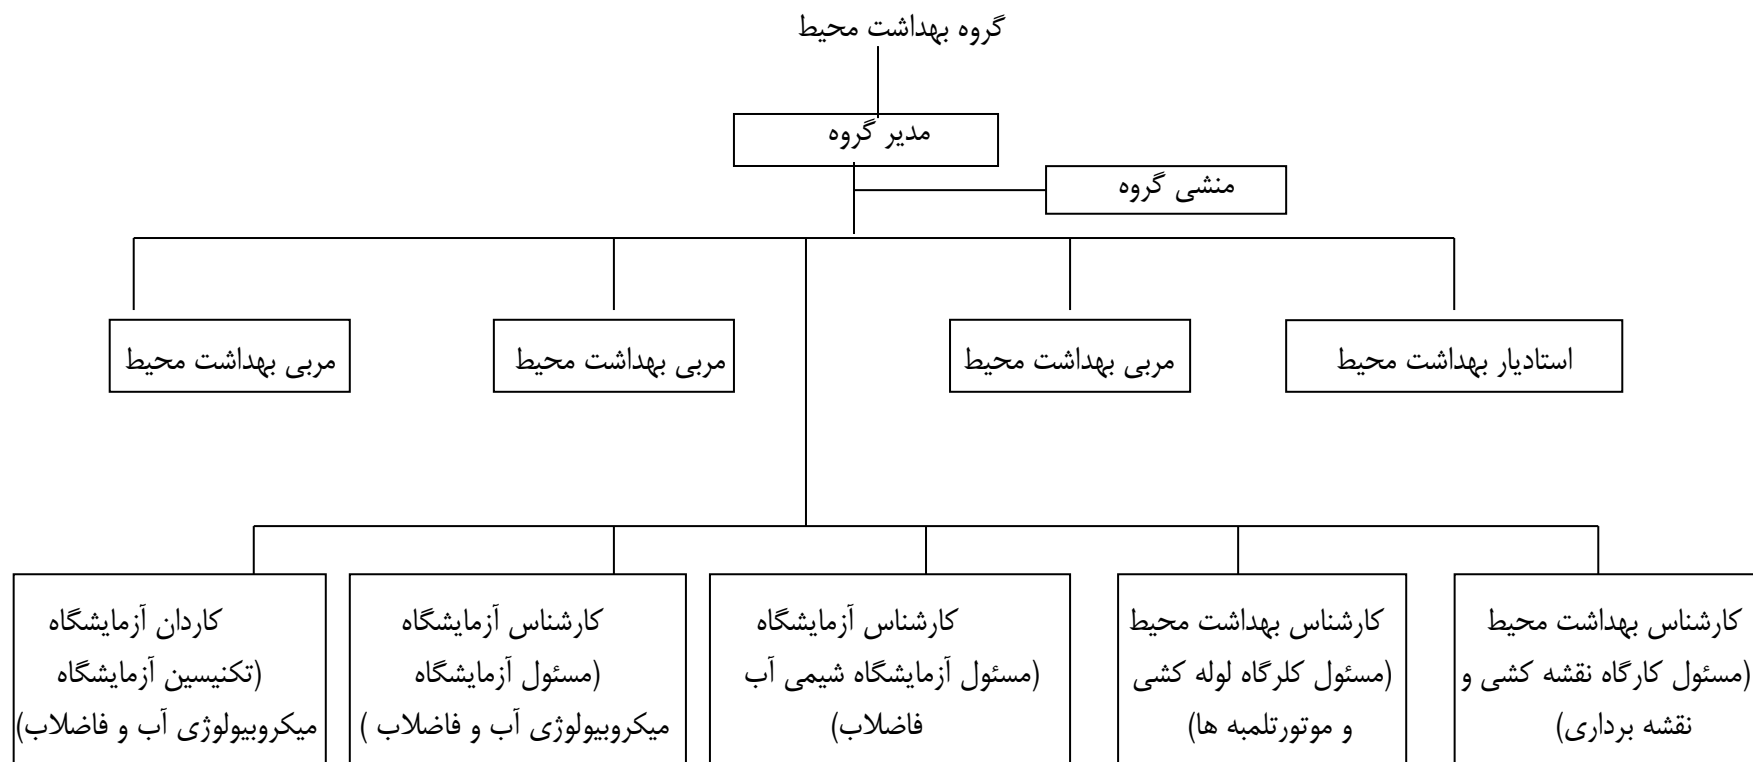 گروه بهداشت محیط
مدیر گروه
منشی گروه
استادیار بهداشت محیط
مربی بهداشت محیط
مربی بهداشت محیط
مربی بهداشت محیط
کارشناس بهداشت محیط
(مسئول کارگاه نقشه کشی و
نقشه برداری)
کارشناس بهداشت محیط
(مسئول کلرگاه لوله کشی
و موتورتلمبه ها)
کارشناس آزمایشگاه
(مسئول آزمایشگاه شیمی آب
فاضلاب)
کارشناس آزمایشگاه
(مسئول آزمایشگاه
میکروبیولوژی آب و فاضلاب )
کاردان آزمایشگاه
(تکنیسین آزمایشگاه
میکروبیولوژی آب و فاضلاب)